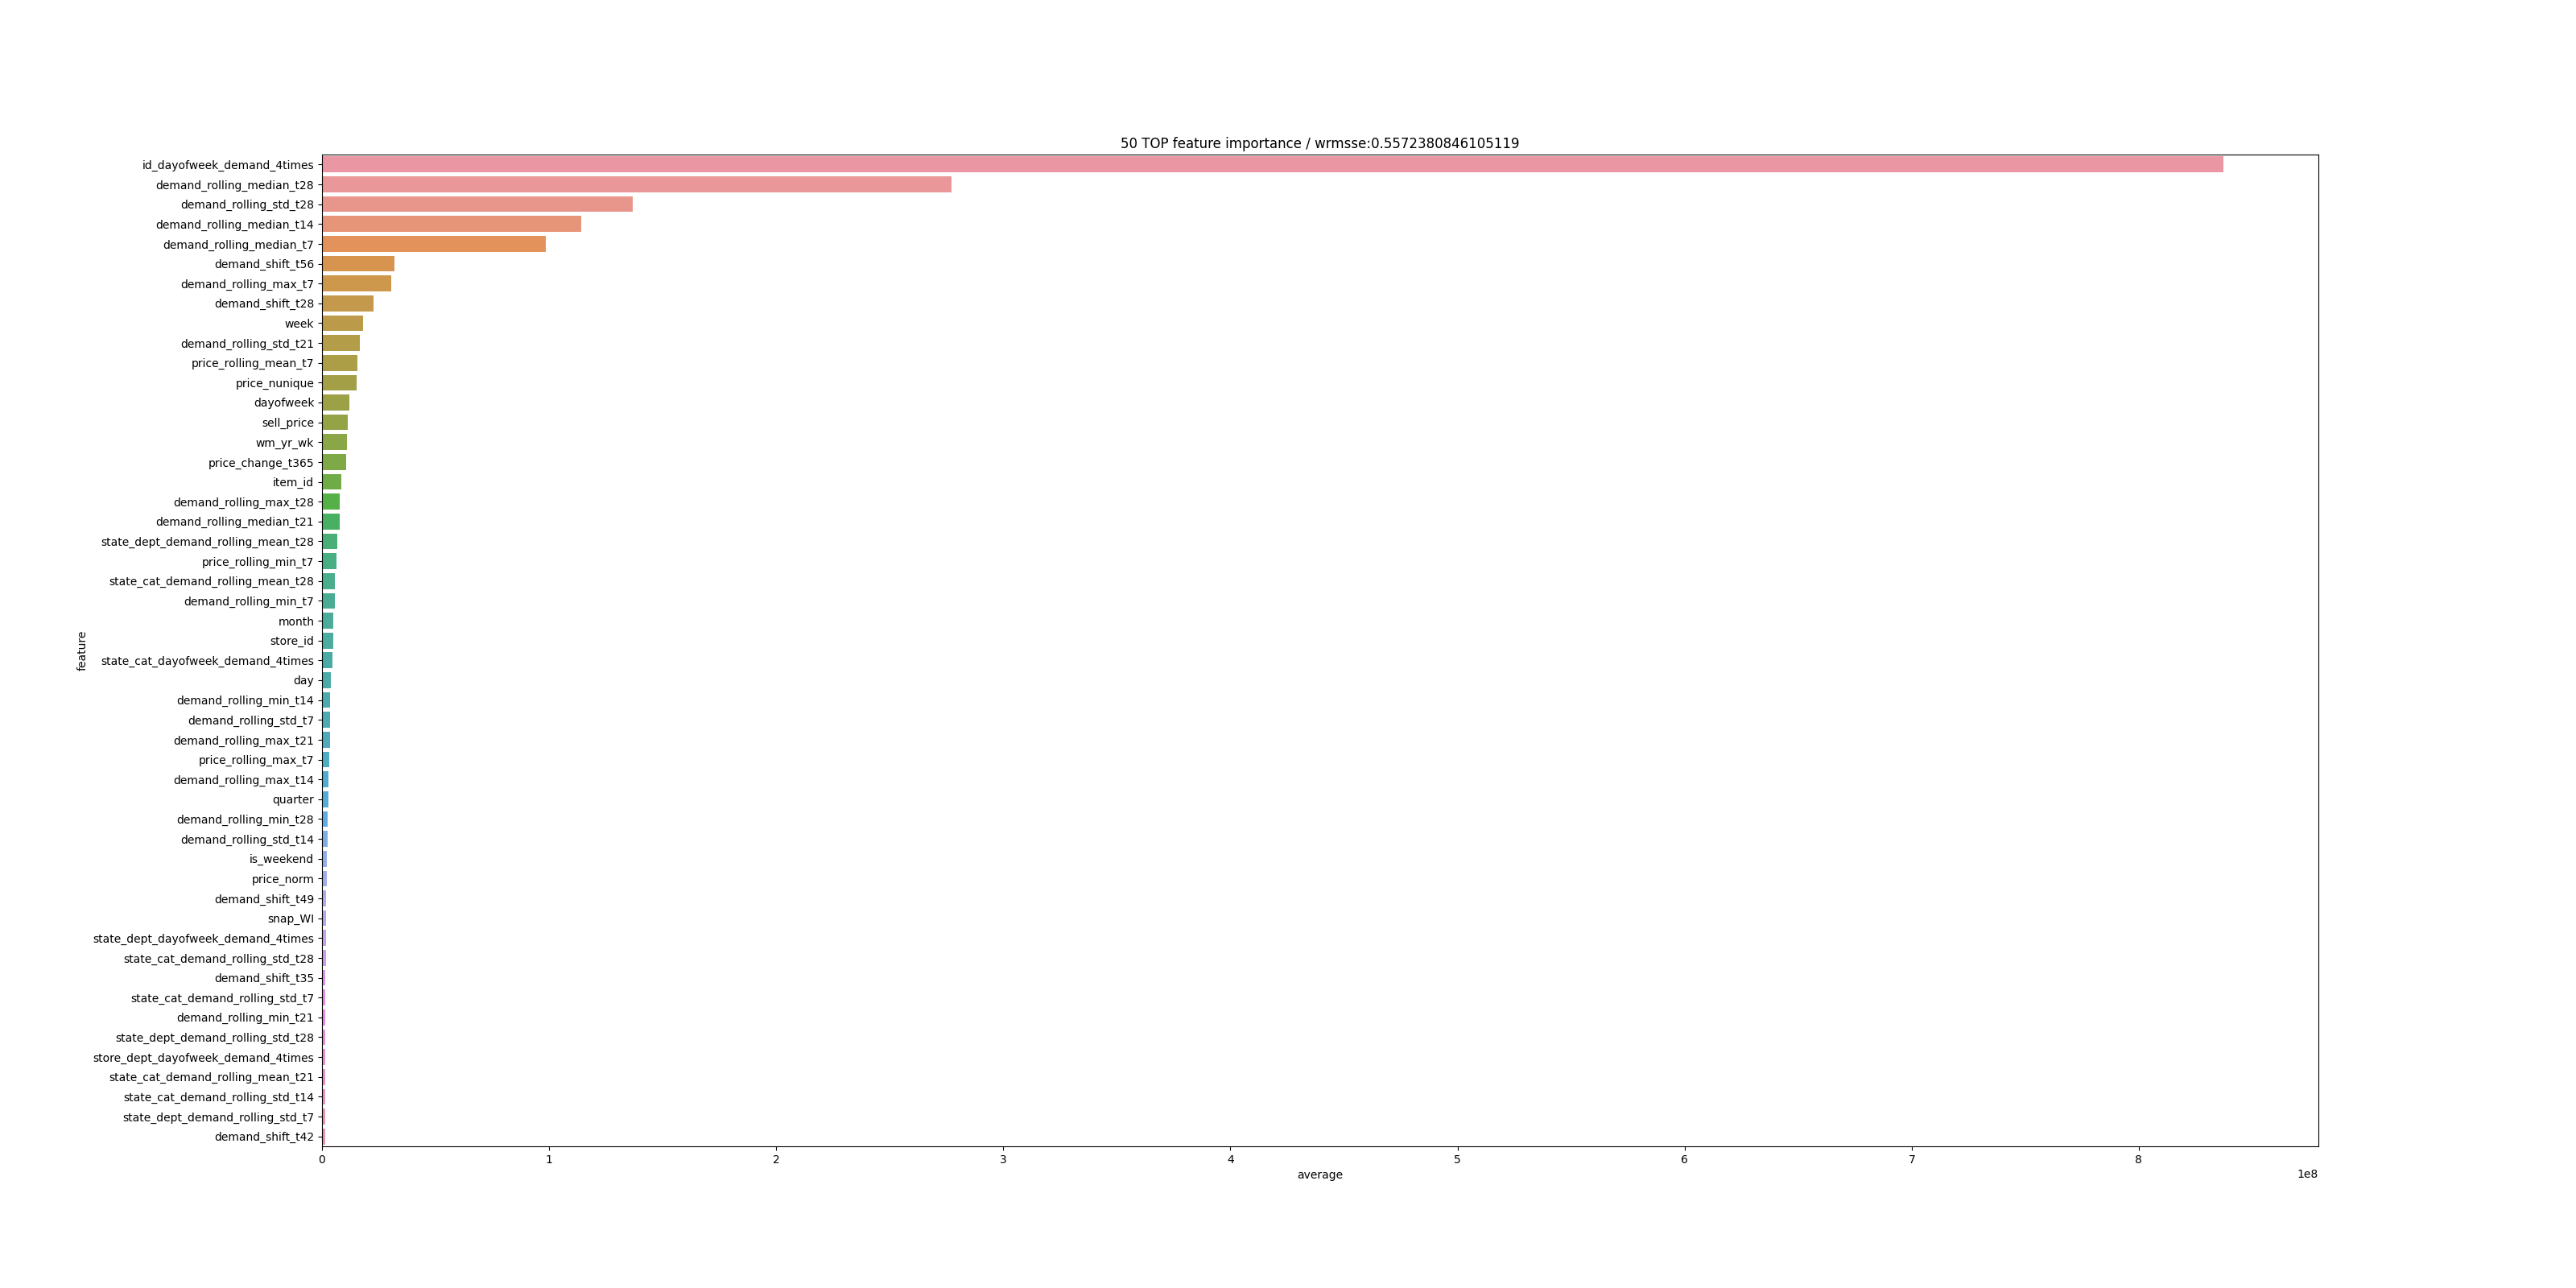 50 TOP feature importance / wrmsse:0.5572380846105119
id_dayofweek_demand_4times
demand_rolling_median_t28
demand_rolling_std_t28
demand_rolling_median_t14
demand_rolling_median_t7
demand_shift_t56
demand_rolling_max_t7
demand_shift_t28
week
demand_rolling_std_t21
price_rolling_mean_t7
price_nunique
dayofweek
sell_price
wm_yr_wk
price_change_t365
item_id
demand_rolling_max_t28
demand_rolling_median_t21
state_dept_demand_rolling_mean_t28
price_rolling_min_t7
state_cat_demand_rolling_mean_t28
demand_rolling_min_t7
month
store_id
state_cat_dayofweek_demand_4times
day
demand_rolling_min_t14
demand_rolling_std_t7
demand_rolling_max_t21
price_rolling_max_t7
demand_rolling_max_t14
quarter
demand_rolling_min_t28
demand_rolling_std_t14
is_weekend
price_norm
demand_shift_t49
snap_WI
state_dept_dayofweek_demand_4times
state_cat_demand_rolling_std_t28
demand_shift_t35
state_cat_demand_rolling_std_t7
demand_rolling_min_t21
state_dept_demand_rolling_std_t28
store_dept_dayofweek_demand_4times
state_cat_demand_rolling_mean_t21
state_cat_demand_rolling_std_t14
state_dept_demand_rolling_std_t7
demand_shift_t42
feature
0 1 2 3 4 5 6 7 8
average
1e8